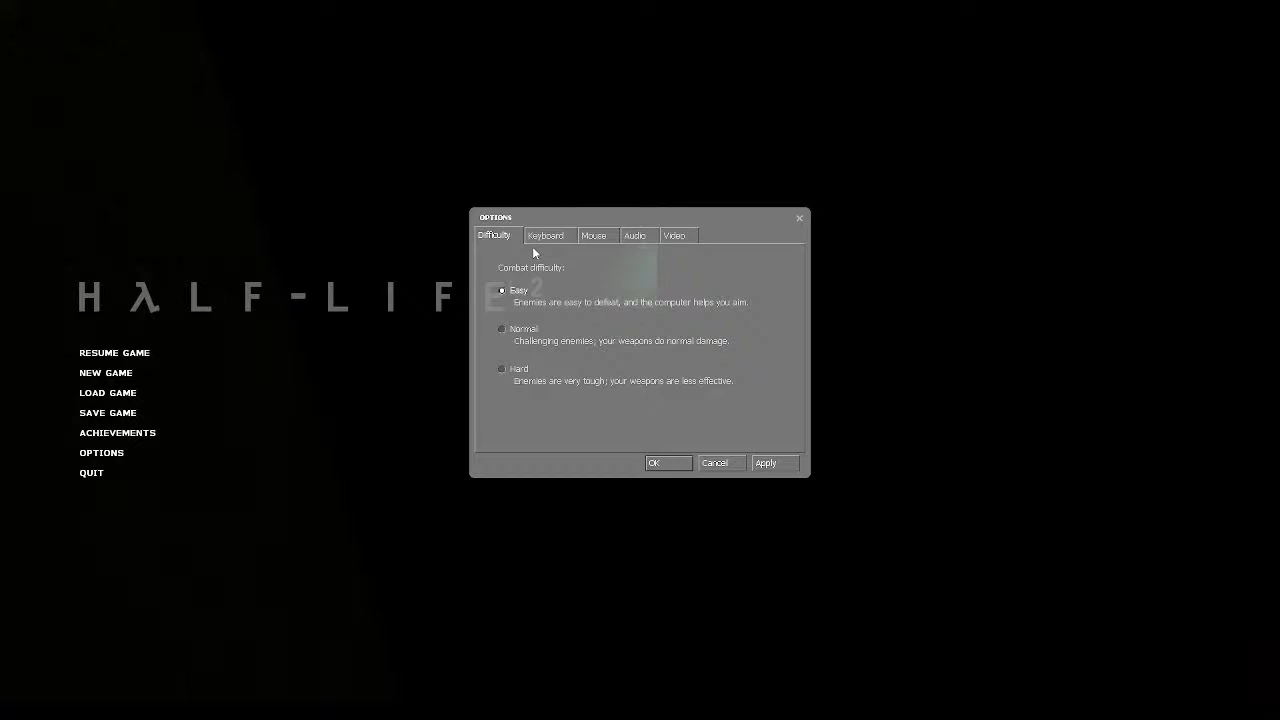 OPTIONS
Difficulty Keyboard Mouse Audio Video
Combat difficulty:
Easy
Enemies are easy to defeat, and the computer helps you aim.
Normal
Challenging enemies; your weapons do normal damage.
Hard
Enemies are very tough; your weapons are less effective.
OK Cancel Apply
HλLF-LIFE 2
RESUME GAME
NEW GAME
LOAD GAME
SAVE GAME
ACHIEVEMENTS
OPTIONS
QUIT